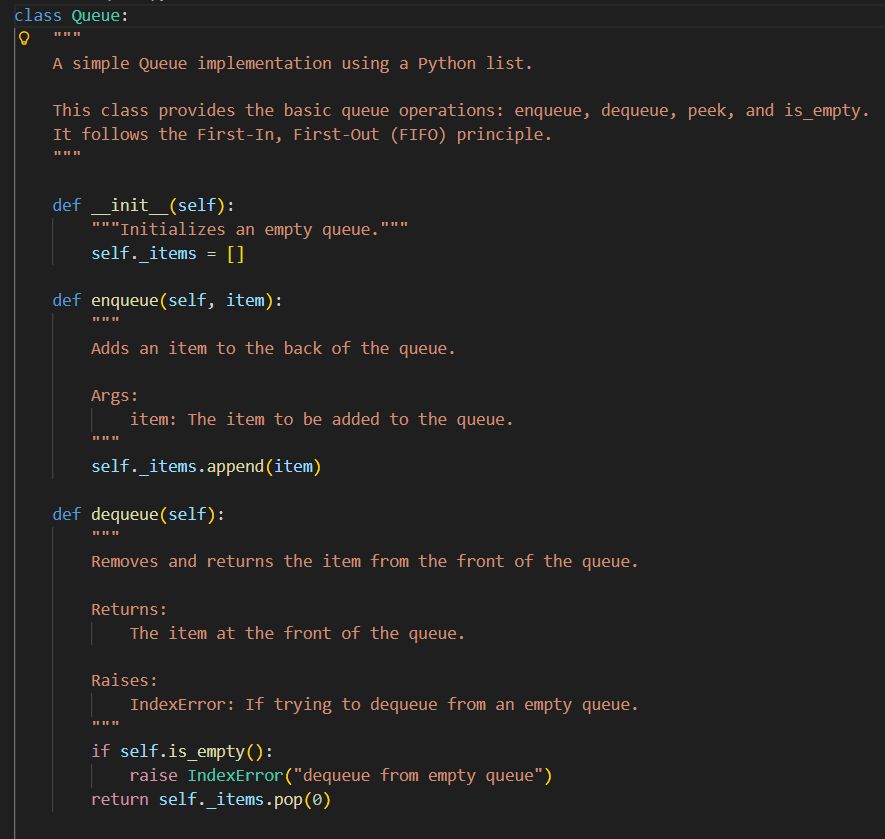 class Queue:
    """
    A simple Queue implementation using a Python list.

    This class provides the basic queue operations: enqueue, dequeue, peek, and is_empty.
    It follows the First-In, First-Out (FIFO) principle.
    """

    def __init__(self):
        """Initializes an empty queue."""
        self._items = []

    def enqueue(self, item):
        """
        Adds an item to the back of the queue.

        Args:
            item: The item to be added to the queue.
        """
        self._items.append(item)

    def dequeue(self):
        """
        Removes and returns the item from the front of the queue.

        Returns:
            The item at the front of the queue.

        Raises:
            IndexError: If trying to dequeue from an empty queue.
        """
        if self.is_empty():
            raise IndexError("dequeue from empty queue")
        return self._items.pop(0)